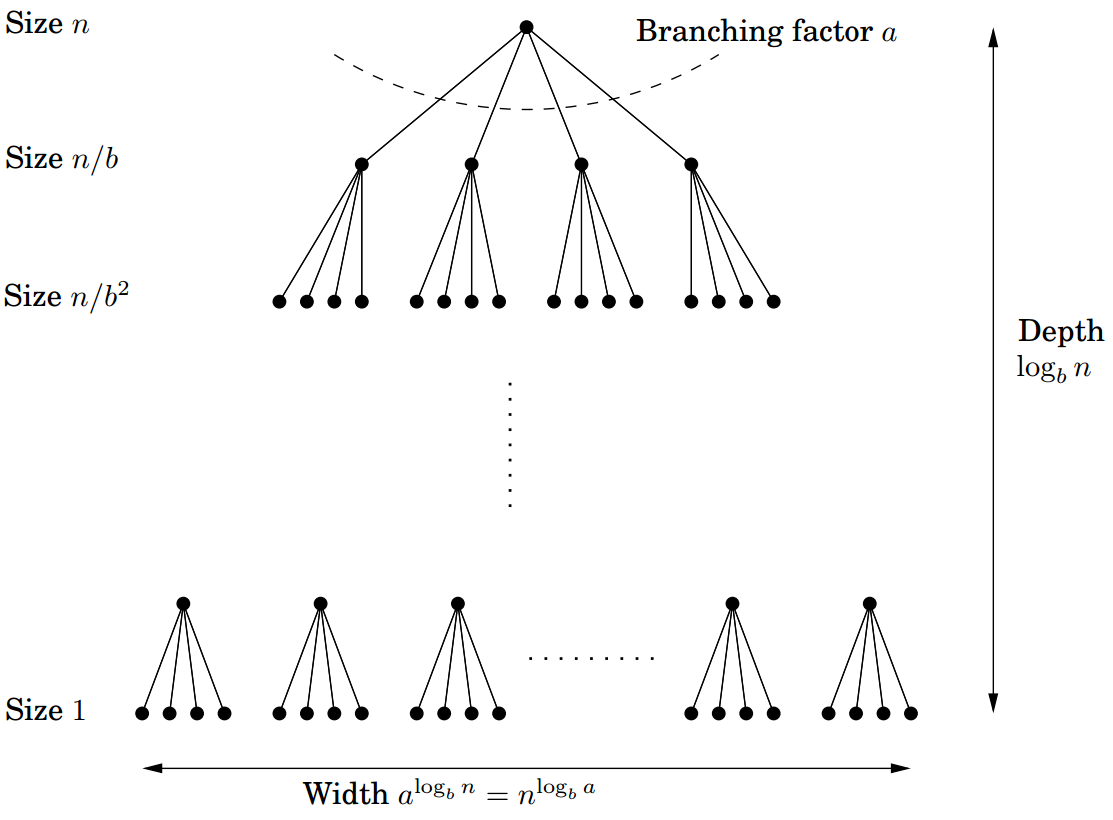 Size n
Branching factor a
Size n/b
Size n/b²
Depth
log_b n
Size 1
Width a^{log_b n} = n^{log_b a}